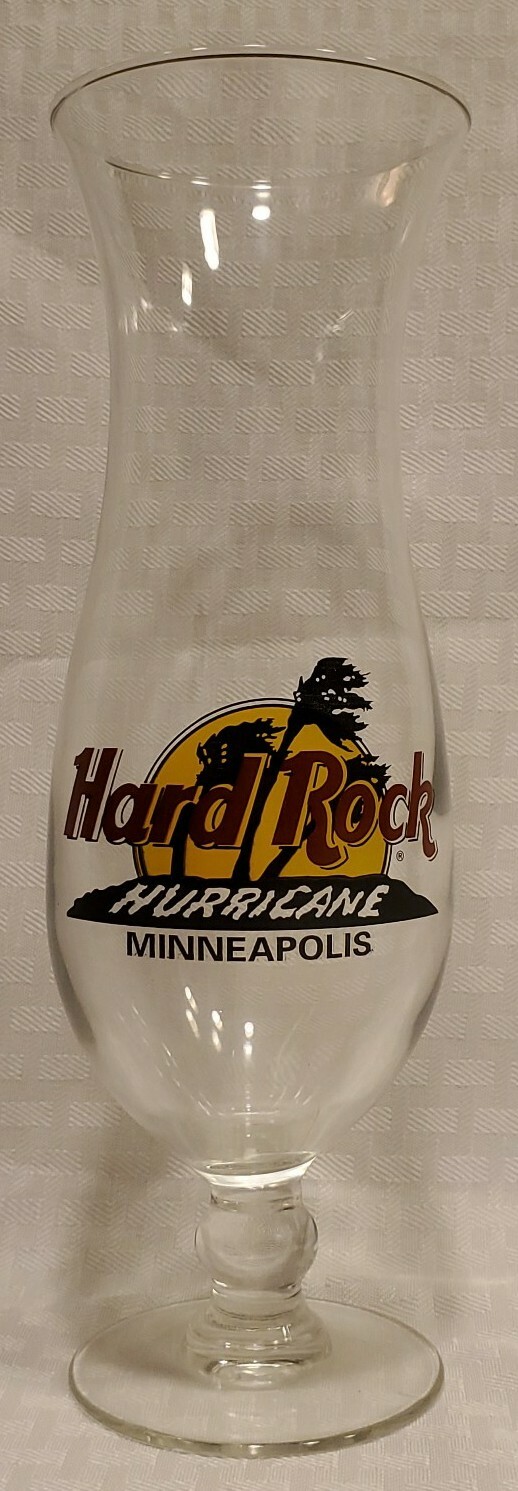 Hard Rock
®
HURRICANE
MINNEAPOLIS